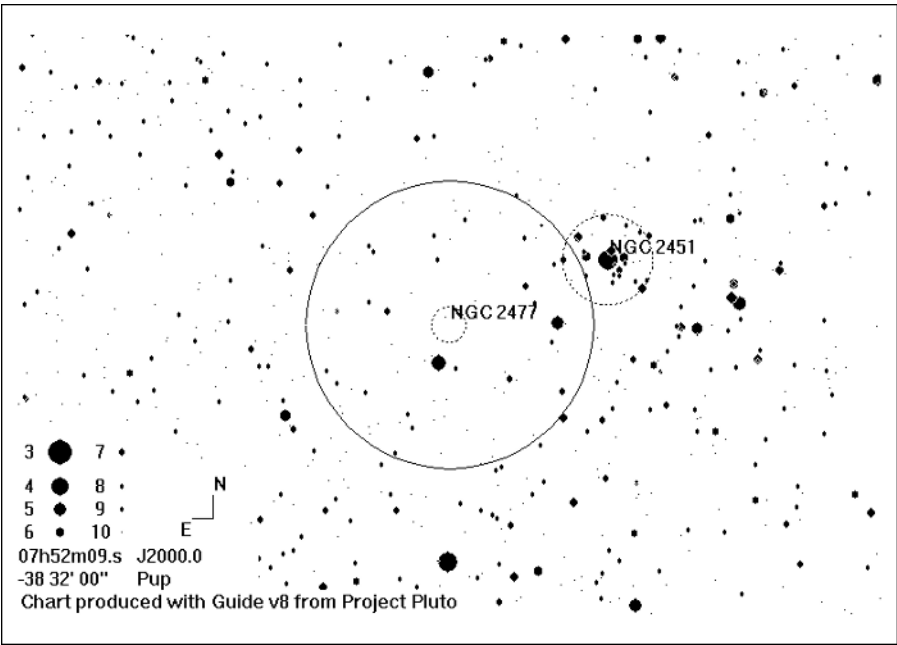 NGC 2451
NGC 2477
3 7
4 8
5 9
6 10
N
E
07h52m09.s J2000.0
-38 32' 00" Pup
Chart produced with Guide v8 from Project Pluto